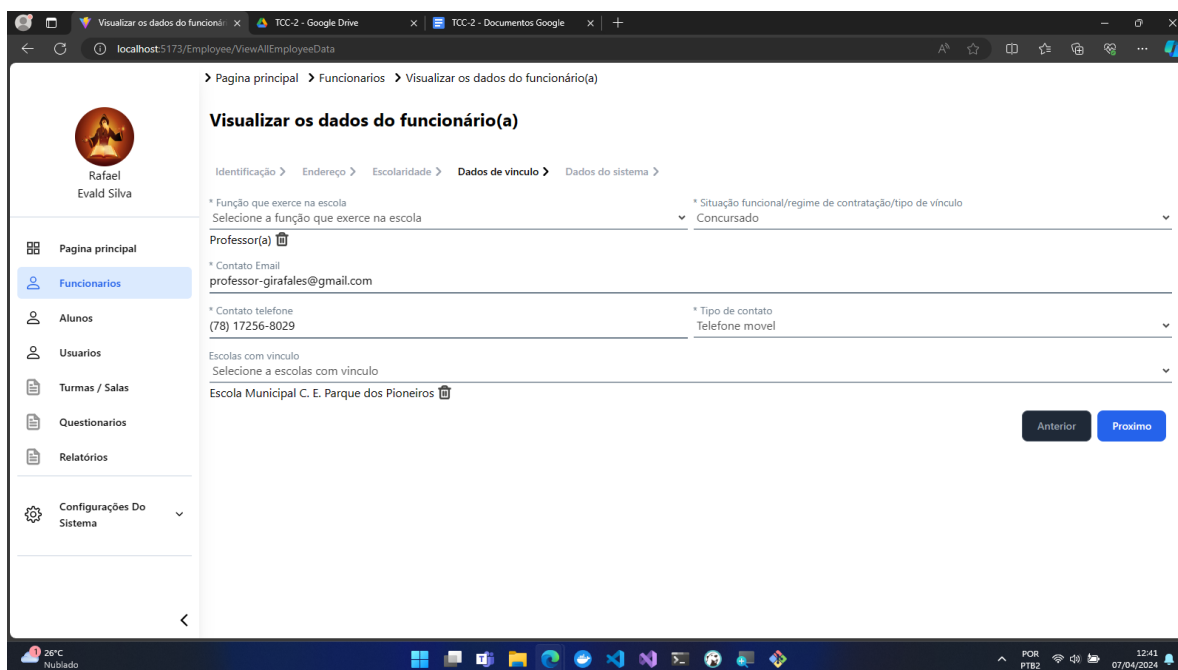 Visualizar os dados do funcionár
TCC-2 - Google Drive
TCC-2 - Documentos Google
localhost:5173/Employee/ViewAllEmployeeData
Pagina principal Funcionarios Visualizar os dados do funcionário(a)
Visualizar os dados do funcionário(a)
Rafael
Evald Silva
Identificação Endereço Escolaridade Dados de vinculo Dados do sistema
* Função que exerce na escola
Selecione a função que exerce na escola
* Situação funcional/regime de contratação/tipo de vínculo
Concursado
Professor(a)
* Contato Email
professor-girafales@gmail.com
* Contato telefone
(78) 17256-8029
* Tipo de contato
Telefone movel
Escolas com vinculo
Selecione a escolas com vinculo
Escola Municipal C. E. Parque dos Pioneiros
Anterior
Proximo
Pagina principal
Funcionarios
Alunos
Usuarios
Turmas / Salas
Questionarios
Relatórios
Configurações Do
Sistema
1
26°C
Nublado
POR
PTB2
12:41
07/04/2024